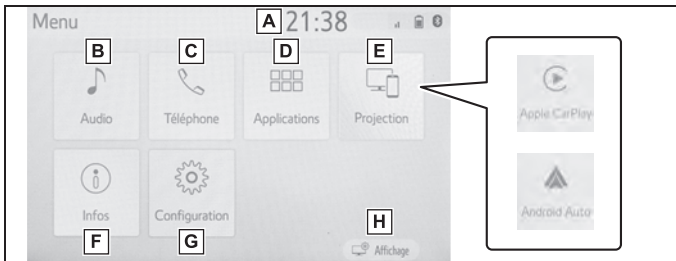 Menu A 21:38
B C D E
Audio Téléphone Applications Projection
Apple CarPlay
Infos Configuration
Android Auto
F G H
Affichage